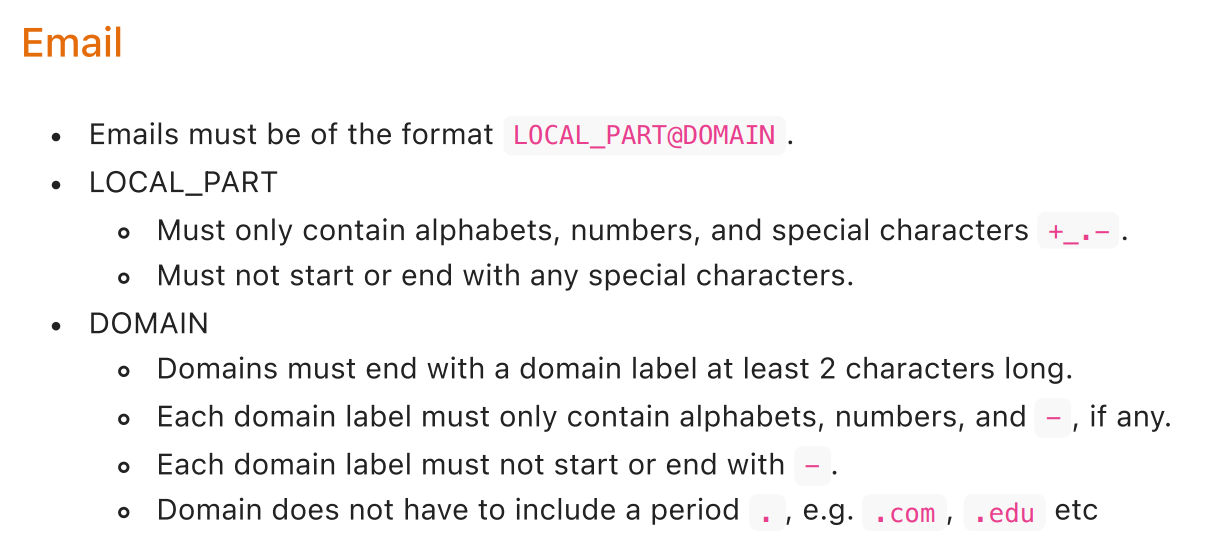 Email
• Emails must be of the format LOCAL_PART@DOMAIN.
• LOCAL_PART
◦ Must only contain alphabets, numbers, and special characters +_.-.
◦ Must not start or end with any special characters.
• DOMAIN
◦ Domains must end with a domain label at least 2 characters long.
◦ Each domain label must only contain alphabets, numbers, and -, if any.
◦ Each domain label must not start or end with -.
◦ Domain does not have to include a period ., e.g. .com, .edu etc